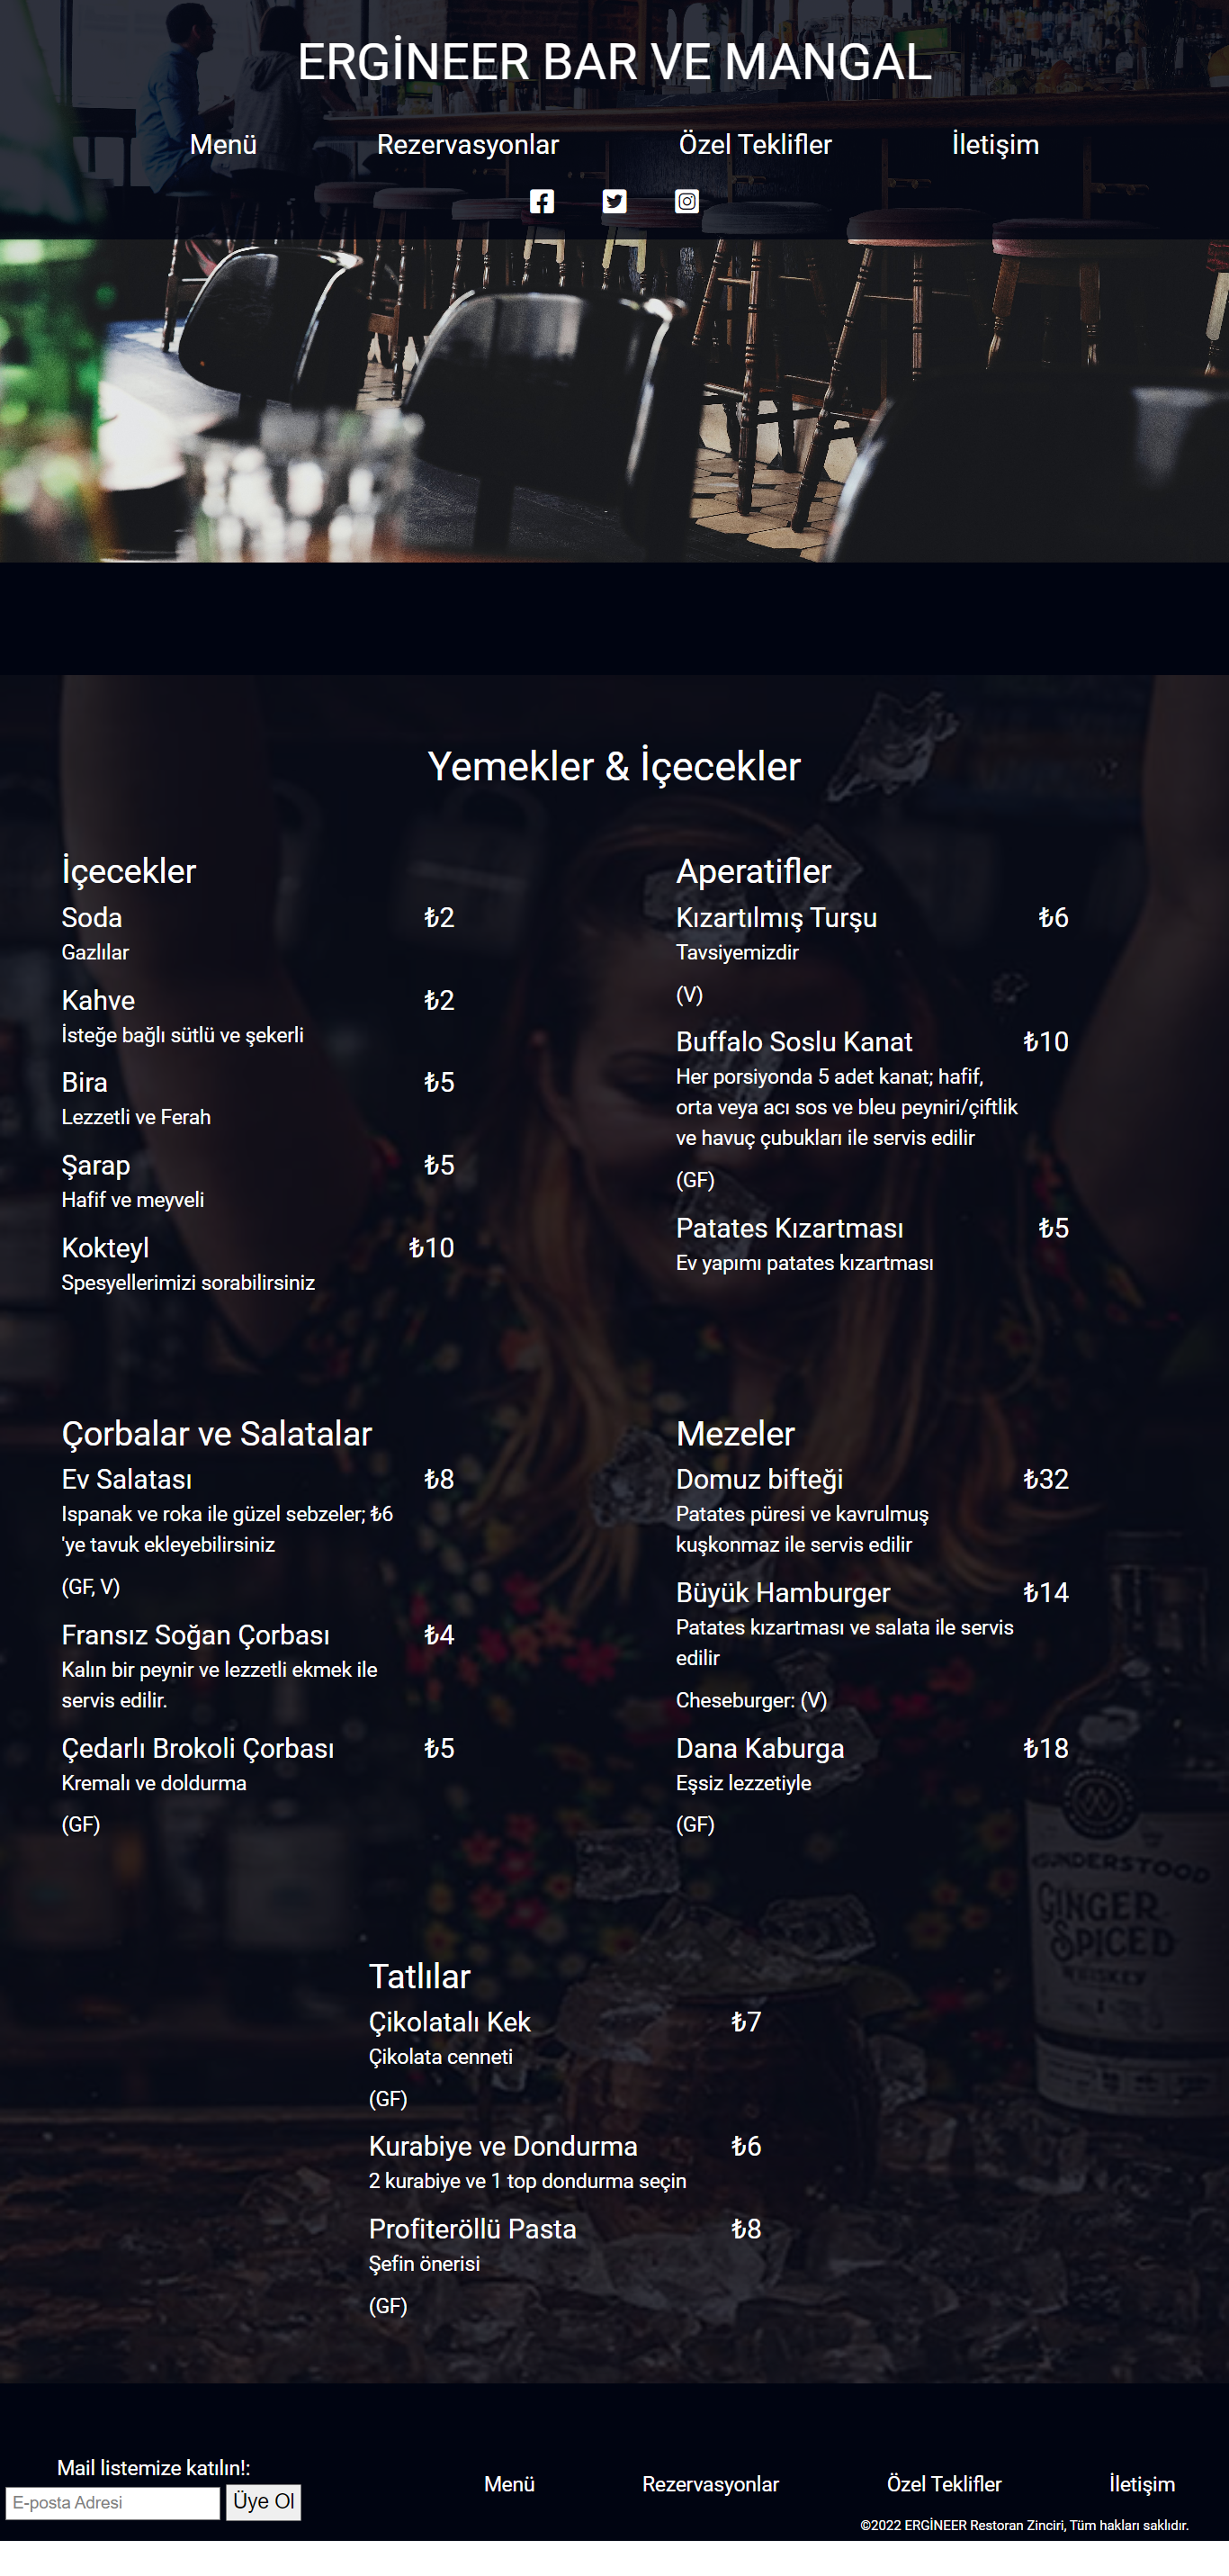 ERGİNEER BAR VE MANGAL
Menü Rezervasyonlar Özel Teklifler İletişim
Yemekler & İçecekler
İçecekler
Soda ₺2
Gazlılar
Kahve ₺2
İsteğe bağlı sütlü ve şekerli
Bira ₺5
Lezzetli ve Ferah
Şarap ₺5
Hafif ve meyveli
Kokteyl ₺10
Spesyellerimizi sorabilirsiniz
Aperatifler
Kızartılmış Turşu ₺6
Tavsiyemizdir
(V)
Buffalo Soslu Kanat ₺10
Her porsiyonda 5 adet kanat; hafif,
orta veya acı sos ve bleu peyniri/çiftlik
ve havuç çubukları ile servis edilir
(GF)
Patates Kızartması ₺5
Ev yapımı patates kızartması
Çorbalar ve Salatalar
Ev Salatası ₺8
Ispanak ve roka ile güzel sebzeler; ₺6
'ye tavuk ekleyebilirsiniz
(GF, V)
Fransız Soğan Çorbası ₺4
Kalın bir peynir ve lezzetli ekmek ile
servis edilir.
Çedarlı Brokoli Çorbası ₺5
Kremalı ve doldurma
(GF)
Mezeler
Domuz bifteği ₺32
Patates püresi ve kavrulmuş
kuşkonmaz ile servis edilir
Büyük Hamburger ₺14
Patates kızartması ve salata ile servis
edilir
Cheseburger: (V)
Dana Kaburga ₺18
Eşsiz lezzetiyle
(GF)
UNDERSTOOD
GINGER
SPICED
WHISKEY
Tatlılar
Çikolatalı Kek ₺7
Çikolata cenneti
(GF)
Kurabiye ve Dondurma ₺6
2 kurabiye ve 1 top dondurma seçin
Profiteröllü Pasta ₺8
Şefin önerisi
(GF)
Mail listemize katılın!:
E-posta Adresi Üye Ol
Menü Rezervasyonlar Özel Teklifler İletişim
©2022 ERGİNEER Restoran Zinciri, Tüm hakları saklıdır.